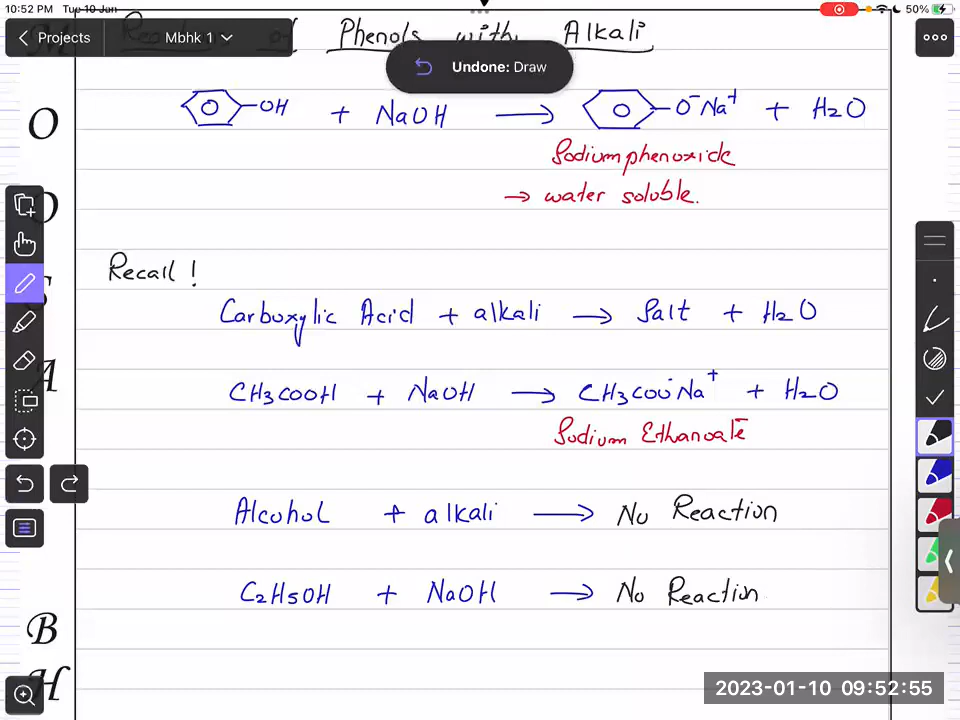 10:52 PM Tue 10 Jun 50%
Projects Mbhk 1
of Phenols with Alkali
Undone: Draw
OH + NaOH → O⁻Na⁺ + H₂O
Sodium phenoxide
→ water soluble.
Recall !
Carboxylic Acid + alkali → Salt + H₂O
CH₃COOH + NaOH → CH₃COO⁻Na⁺ + H₂O
Sodium Ethanoate
Alcohol + alkali → No Reaction
C₂H₅OH + NaOH → No Reaction
M
O
O
S
A
B
H
2023-01-10 09:52:55